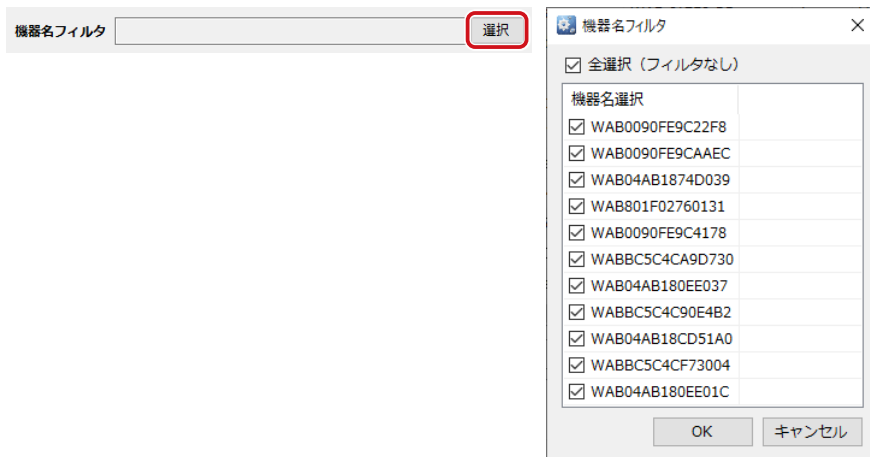 機器名フィルタ
選択
機器名フィルタ
全選択（フィルタなし）
機器名選択
WAB0090FE9C22F8
WAB0090FE9CAAEC
WAB04AB1874D039
WAB801F02760131
WAB0090FE9C4178
WABBC5C4CA9D730
WAB04AB180EE037
WABBC5C4C90E4B2
WAB04AB18CD51A0
WABBC5C4CF73004
WAB04AB180EE01C
OK
キャンセル